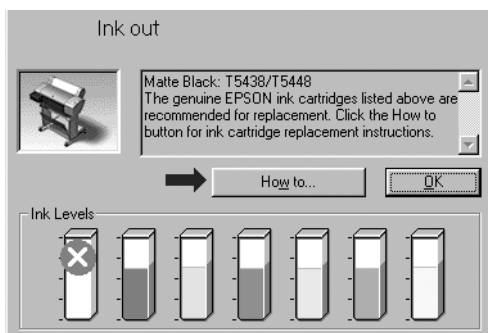 Ink out
Matte Black: T5438/T5448
The genuine EPSON ink cartridges listed above are
recommended for replacement. Click the How to
button for ink cartridge replacement instructions.
How to...
OK
Ink Levels